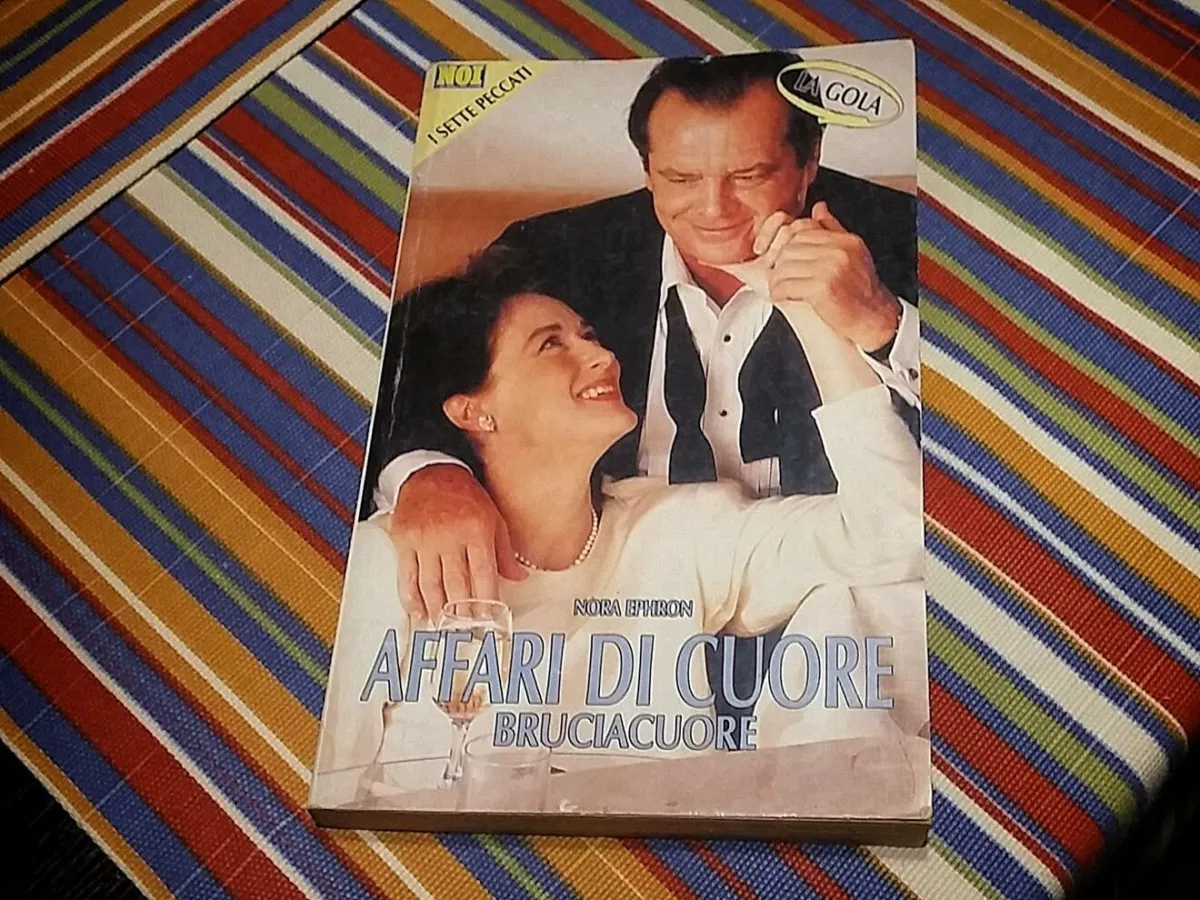 NOI
I SETTE PECCATI
LA GOLA
NORA EPHRON
AFFARI DI CUORE
BRUCIACUORE